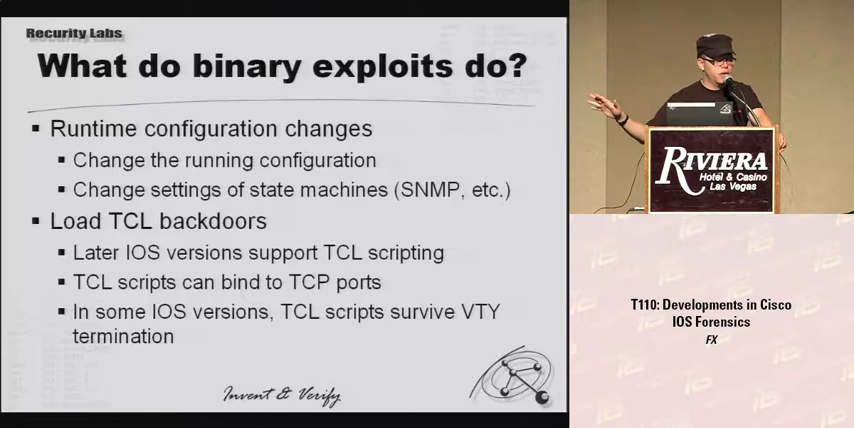 Recurity Labs
What do binary exploits do?
▪ Runtime configuration changes
▪ Change the running configuration
▪ Change settings of state machines (SNMP, etc.)
▪ Load TCL backdoors
▪ Later IOS versions support TCL scripting
▪ TCL scripts can bind to TCP ports
▪ In some IOS versions, TCL scripts survive VTY
termination
Invent & Verify
RIVIERA
Hotel & Casino
Las Vegas
T110: Developments in Cisco
IOS Forensics
FX